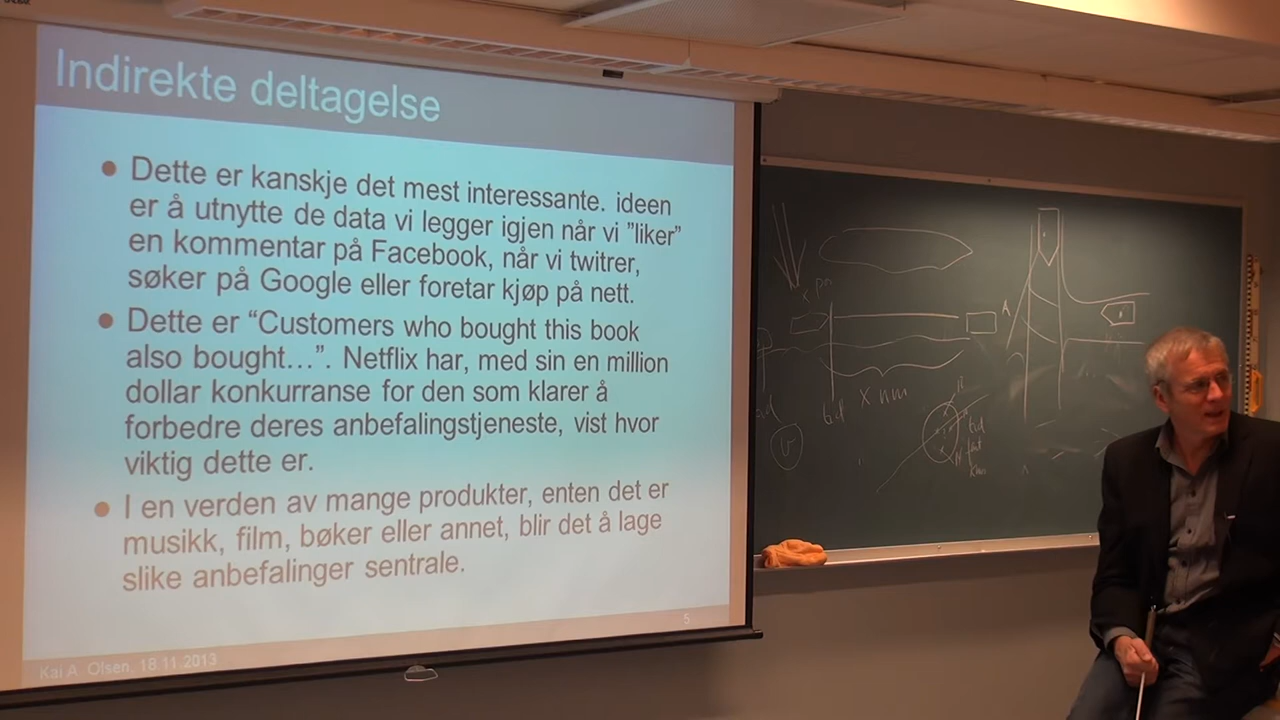 Indirekte deltagelse
Dette er kanskje det mest interessante. ideen
er å utnytte de data vi legger igjen når vi ”liker”
en kommentar på Facebook, når vi twitrer,
søker på Google eller foretar kjøp på nett.
Dette er “Customers who bought this book
also bought…”. Netflix har, med sin en million
dollar konkurranse for den som klarer å
forbedre deres anbefalingstjeneste, vist hvor
viktig dette er.
I en verden av mange produkter, enten det er
musikk, film, bøker eller annet, blir det å lage
slike anbefalinger sentrale.
5
Kai A. Olsen, 18.11.2013
A
x nm